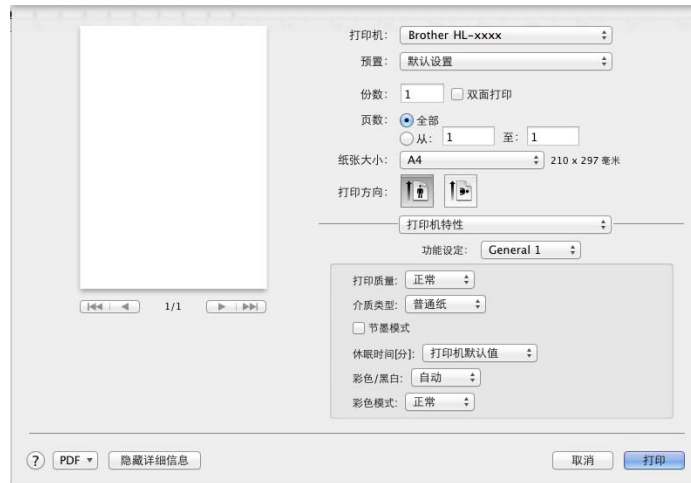 打印机： Brother HL-xxxx
预置： 默认设置
份数： 1 双面打印
页数： 全部
从： 1 至： 1
纸张大小： A4 210 x 297 毫米
打印方向：
打印机特性
功能设定： General 1
打印质量： 正常
介质类型： 普通纸
节墨模式
休眠时间[分]： 打印机默认值
彩色/黑白： 自动
彩色模式： 正常
1/1
? PDF 隐藏详细信息 取消 打印